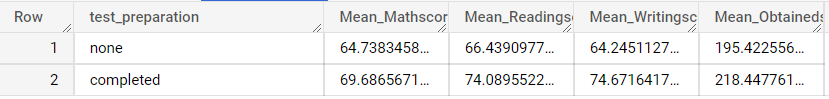 Row test_preparation Mean_Mathscor Mean_Readingsc Mean_Writingsc Mean_Obtaineds
1 none 64.7383458... 66.4390977... 64.2451127... 195.422556...
2 completed 69.6865671... 74.0895522... 74.6716417... 218.447761...